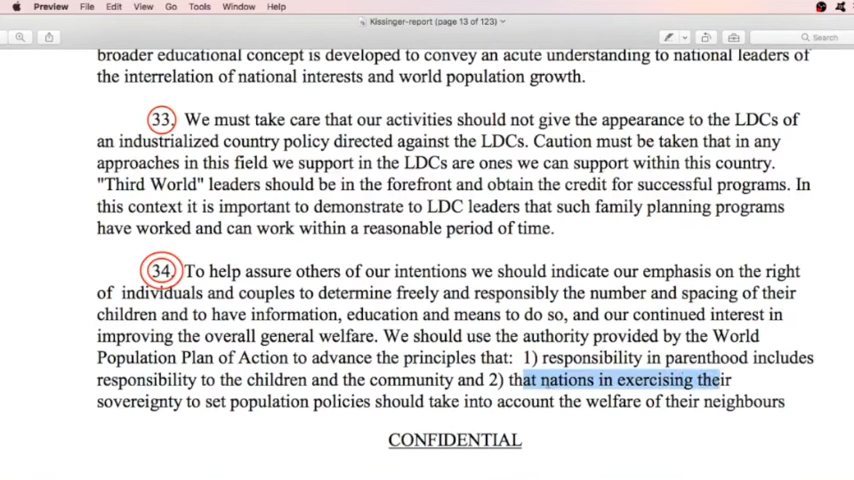 Preview File Edit View Go Tools Window Help
Kissinger-report (page 13 of 123)
Search
broader educational concept is developed to convey an acute understanding to national leaders of
the interrelation of national interests and world population growth.
33. We must take care that our activities should not give the appearance to the LDCs of
an industrialized country policy directed against the LDCs. Caution must be taken that in any
approaches in this field we support in the LDCs are ones we can support within this country.
"Third World" leaders should be in the forefront and obtain the credit for successful programs. In
this context it is important to demonstrate to LDC leaders that such family planning programs
have worked and can work within a reasonable period of time.
34. To help assure others of our intentions we should indicate our emphasis on the right
of individuals and couples to determine freely and responsibly the number and spacing of their
children and to have information, education and means to do so, and our continued interest in
improving the overall general welfare. We should use the authority provided by the World
Population Plan of Action to advance the principles that: 1) responsibility in parenthood includes
responsibility to the children and the community and 2) that nations in exercising their
sovereignty to set population policies should take into account the welfare of their neighbours
CONFIDENTIAL